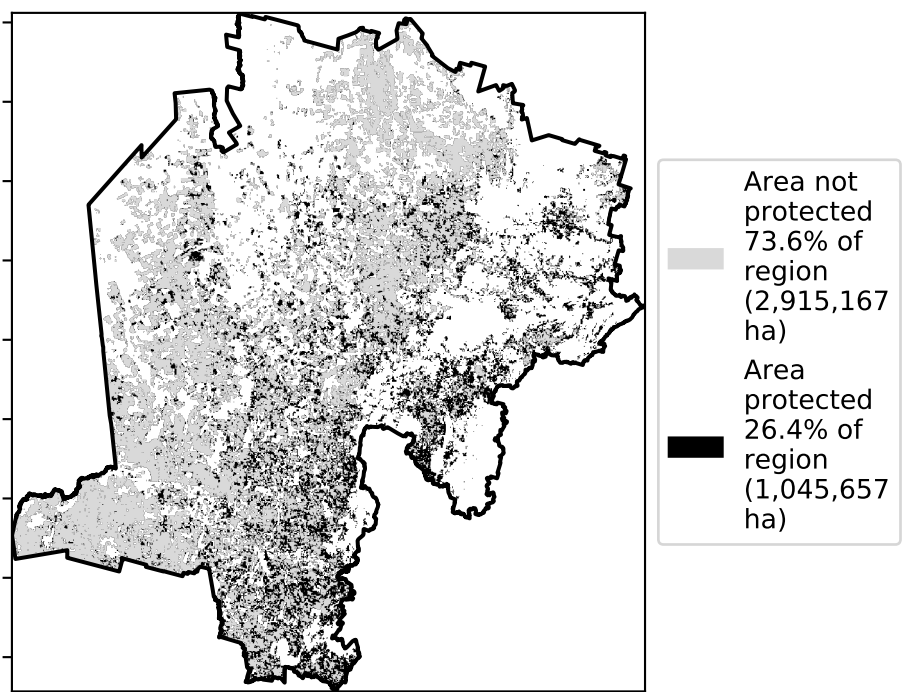 Area not
protected
73.6% of
region
(2,915,167
ha)
Area
protected
26.4% of
region
(1,045,657
ha)